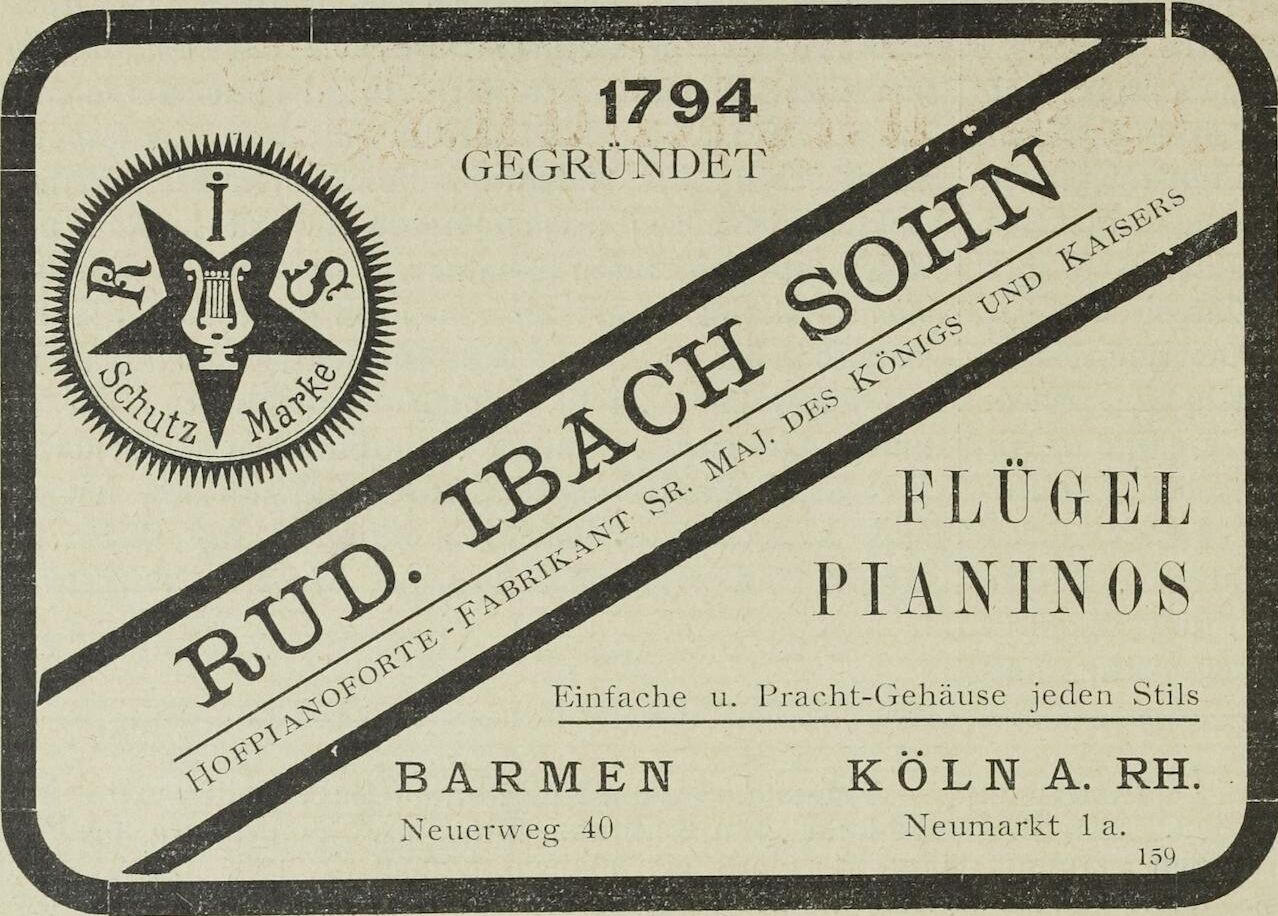 1794
GEGRÜNDET
R I S
Schutz Marke
RUD. IBACH SOHN
HOFPIANOFORTE-FABRIKANT SR. MAJ. DES KÖNIGS UND KAISERS
FLÜGEL
PIANINOS
Einfache u. Pracht-Gehäuse jeden Stils
BARMEN
Neuerweg 40
KÖLN A. RH.
Neumarkt 1a.
159